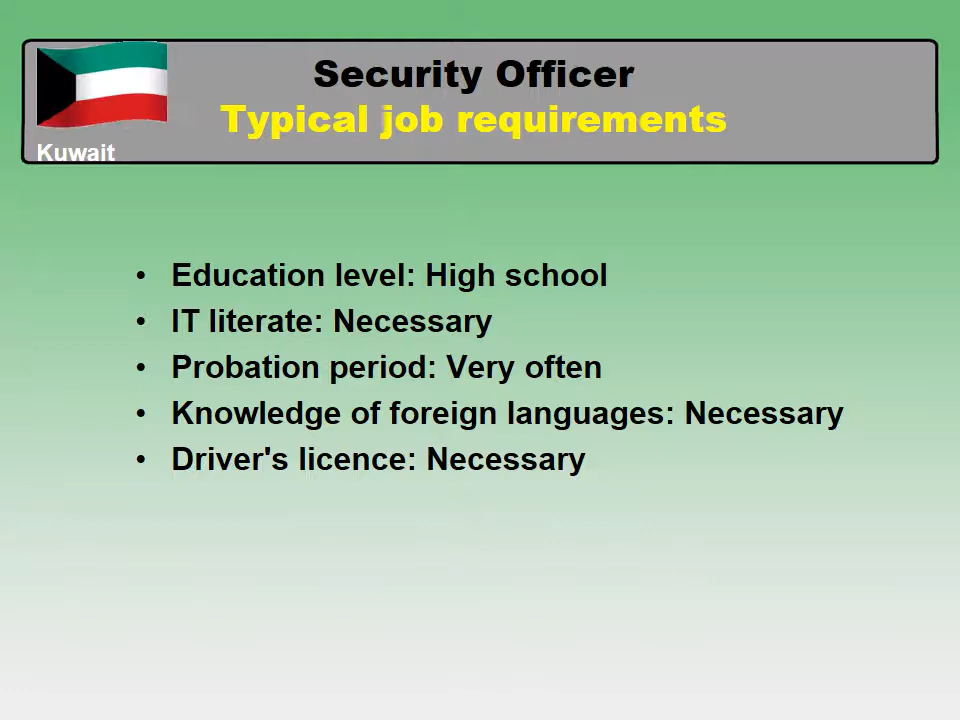 Security Officer
Typical job requirements
Kuwait
• Education level: High school
• IT literate: Necessary
• Probation period: Very often
• Knowledge of foreign languages: Necessary
• Driver's licence: Necessary